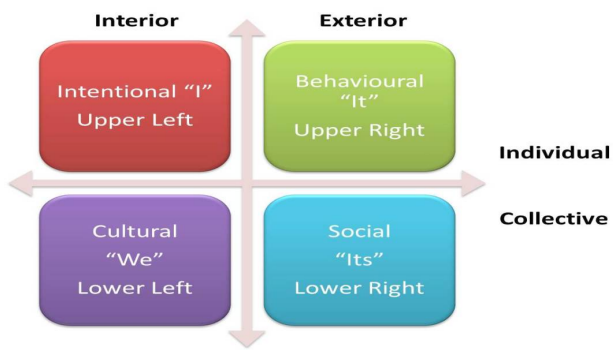 Interior
Exterior
Intentional “I”
Upper Left
Behavioural
“It”
Upper Right
Individual
Collective
Cultural
“We”
Lower Left
Social
“Its”
Lower Right